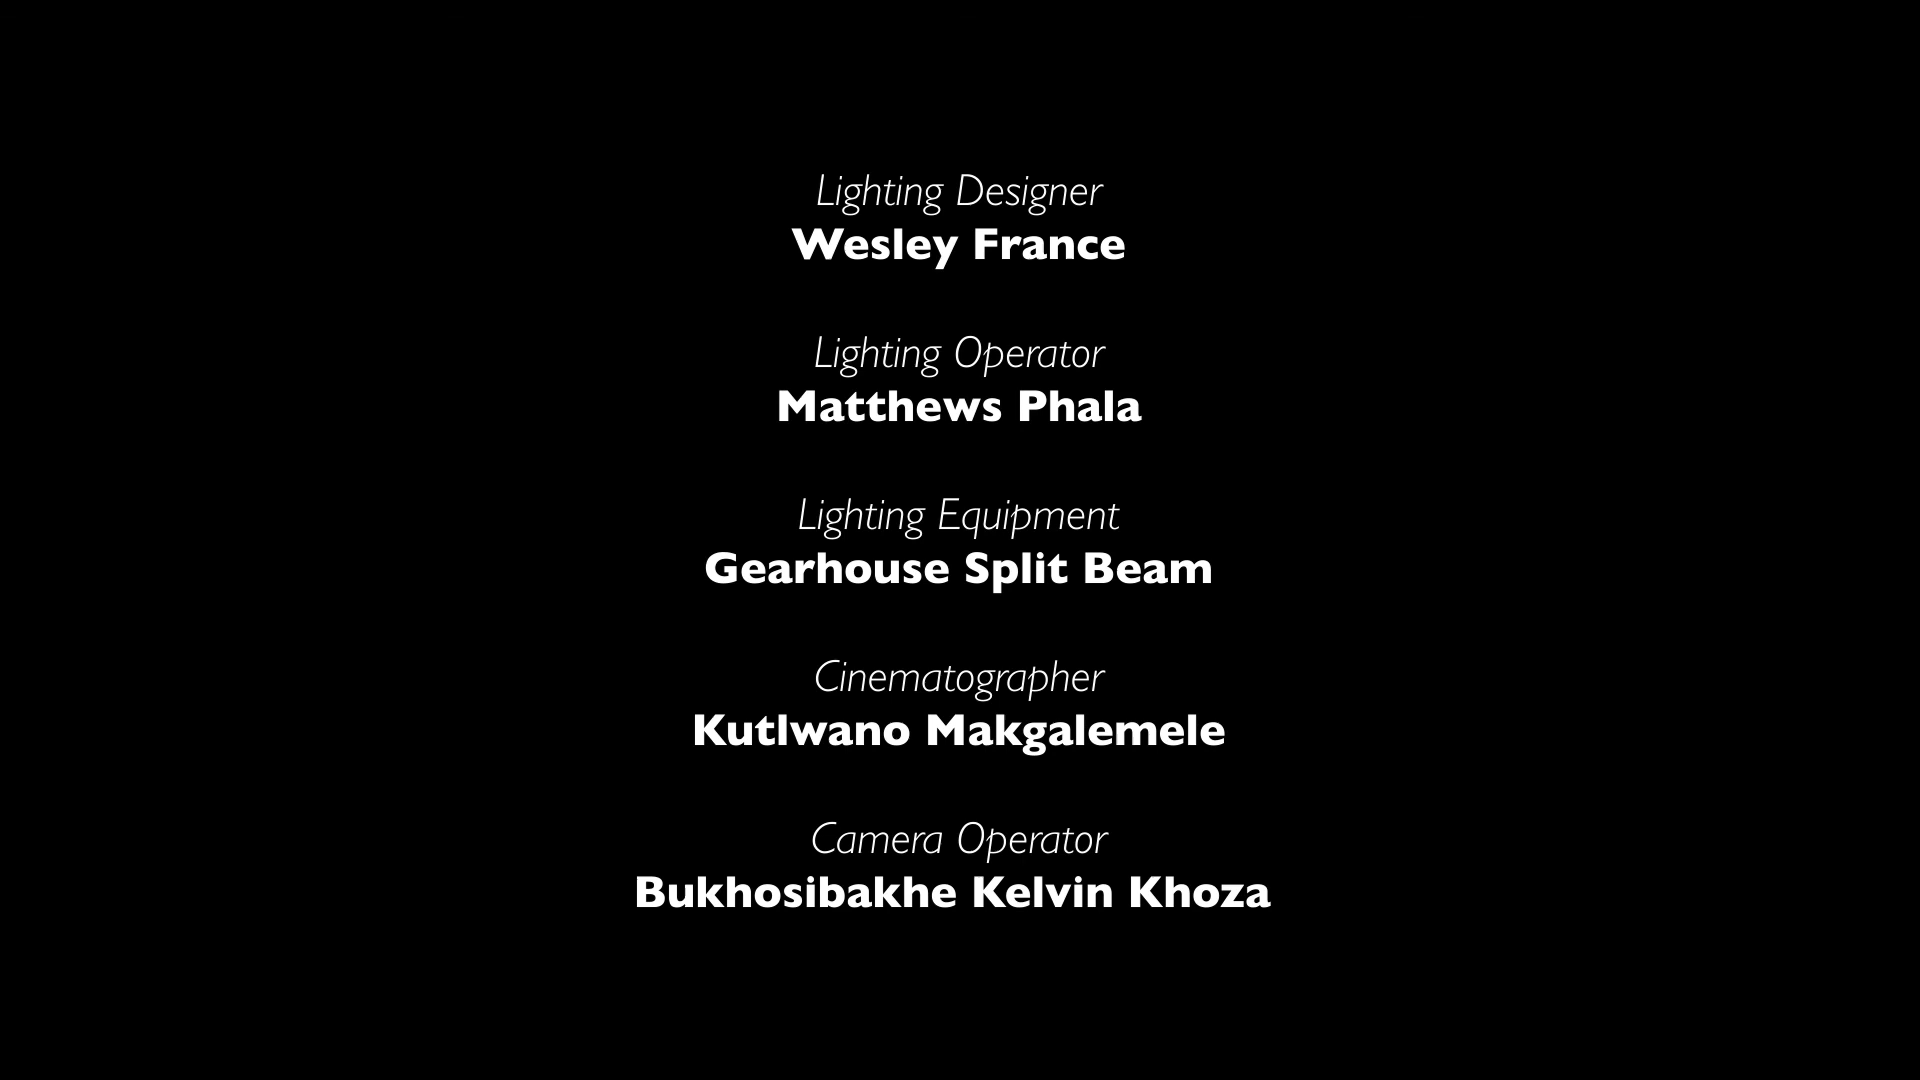 Lighting Designer
Wesley France
Lighting Operator
Matthews Phala
Lighting Equipment
Gearhouse Split Beam
Cinematographer
Kutlwano Makgalemele
Camera Operator
Bukhosibakhe Kelvin Khoza